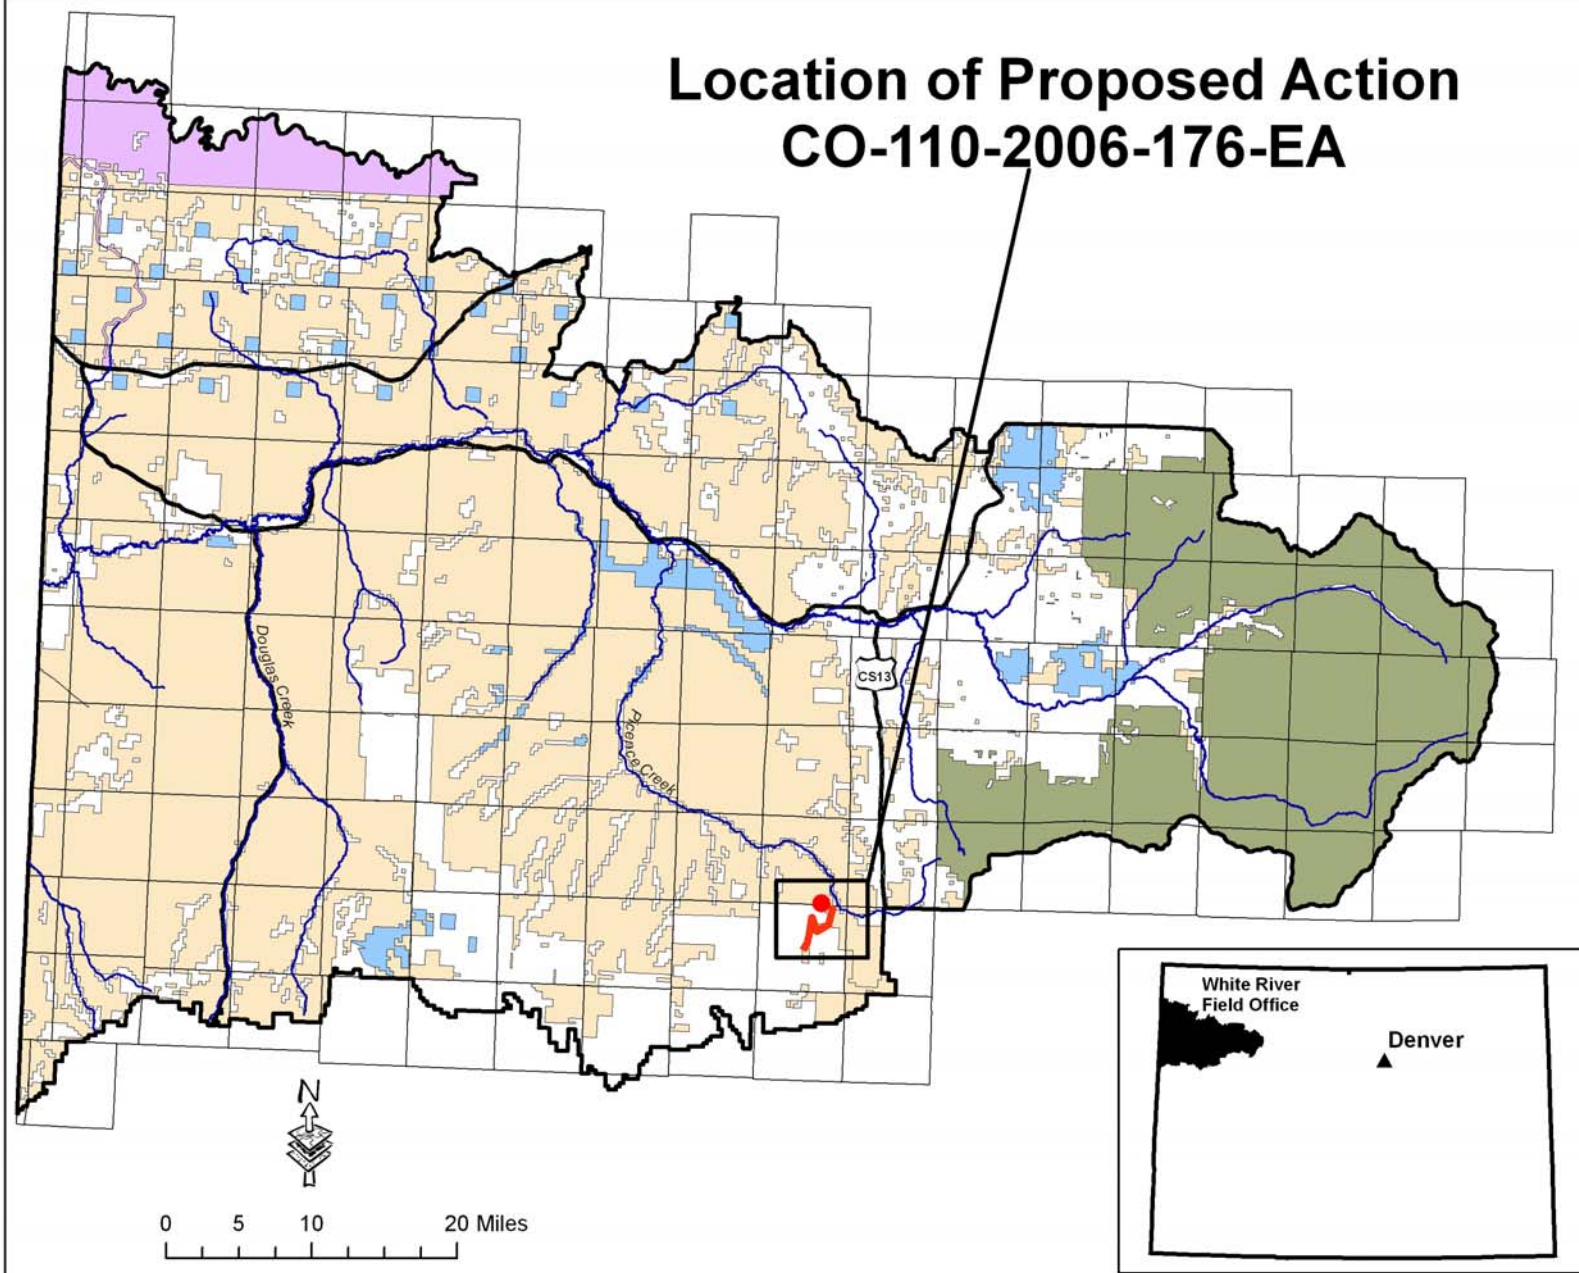 Location of Proposed Action
CO-110-2006-176-EA
CS13
Douglas Creek
Picence Creek
White River
Field Office
Denver
N
0 5 10 20 Miles